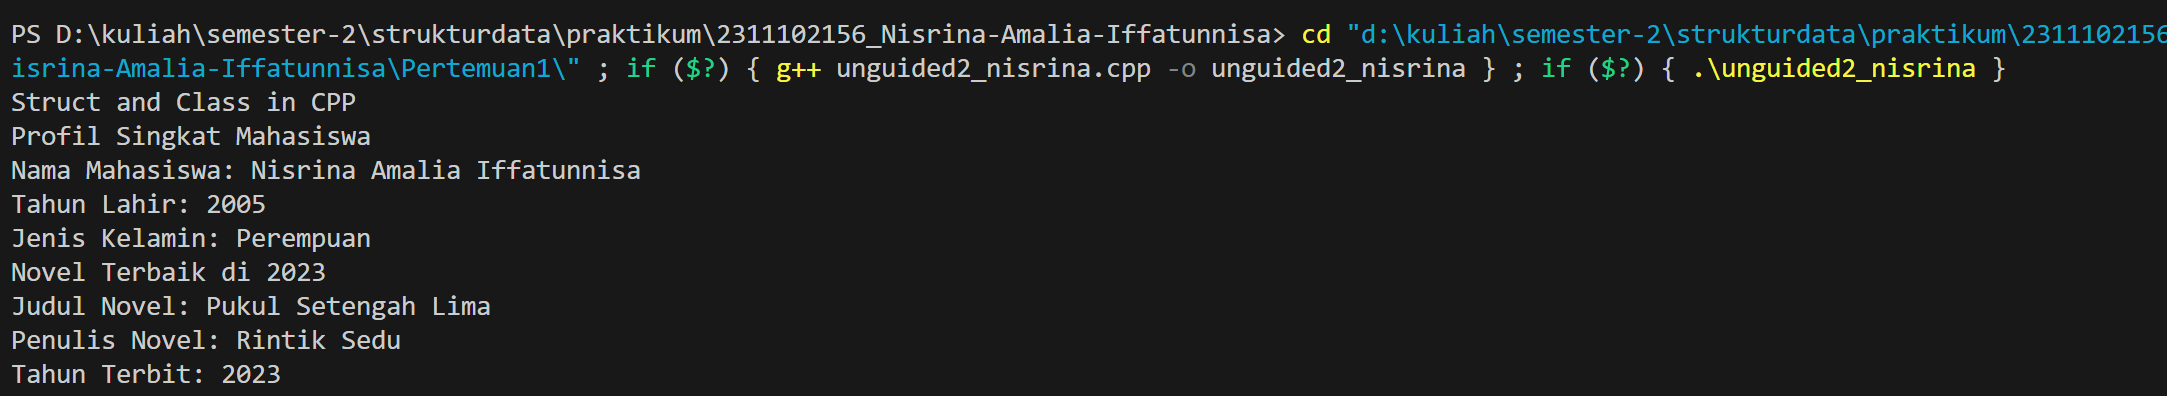 PS D:\kuliah\semester-2\strukturdata\praktikum\2311102156_Nisrina-Amalia-Iffatunnisa> cd "d:\kuliah\semester-2\strukturdata\praktikum\2311102156
isrina-Amalia-Iffatunnisa\Pertemuan1\" ; if ($?) { g++ unguided2_nisrina.cpp -o unguided2_nisrina } ; if ($?) { .\unguided2_nisrina }
Struct and Class in CPP
Profil Singkat Mahasiswa
Nama Mahasiswa: Nisrina Amalia Iffatunnisa
Tahun Lahir: 2005
Jenis Kelamin: Perempuan
Novel Terbaik di 2023
Judul Novel: Pukul Setengah Lima
Penulis Novel: Rintik Sedu
Tahun Terbit: 2023